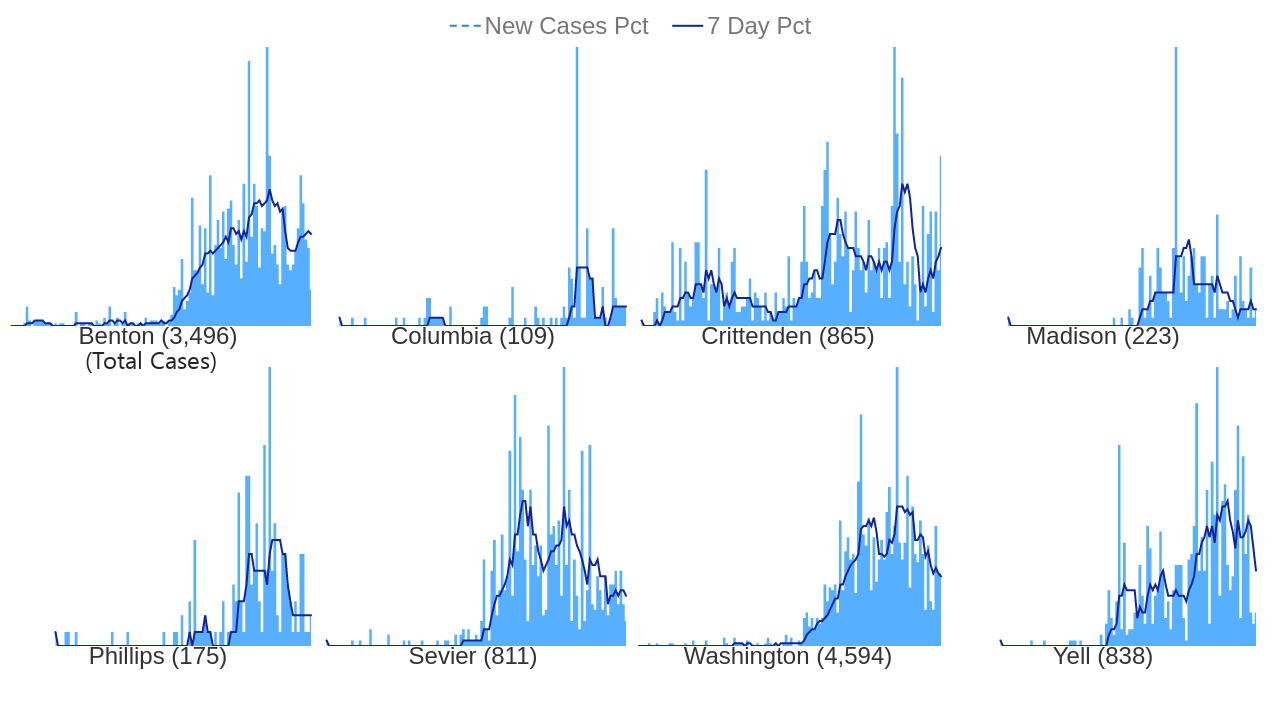 New Cases Pct 7 Day Pct
Benton (3,496) Columbia (109) Crittenden (865) Madison (223)
(Total Cases)
Phillips (175) Sevier (811) Washington (4,594) Yell (838)